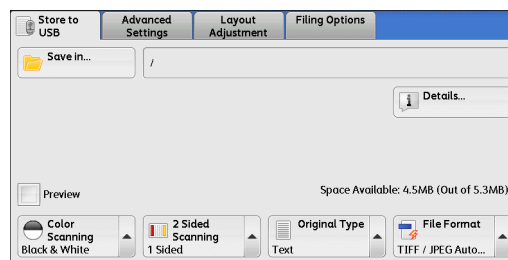 Store to
USB
Advanced
Settings
Layout
Adjustment
Filing Options
Save in...
/
Details...
Preview
Space Available: 4.5MB (Out of 5.3MB)
Color
Scanning
Black & White
2 Sided
Scanning
1 Sided
Original Type
Text
File Format
TIFF / JPEG Auto...